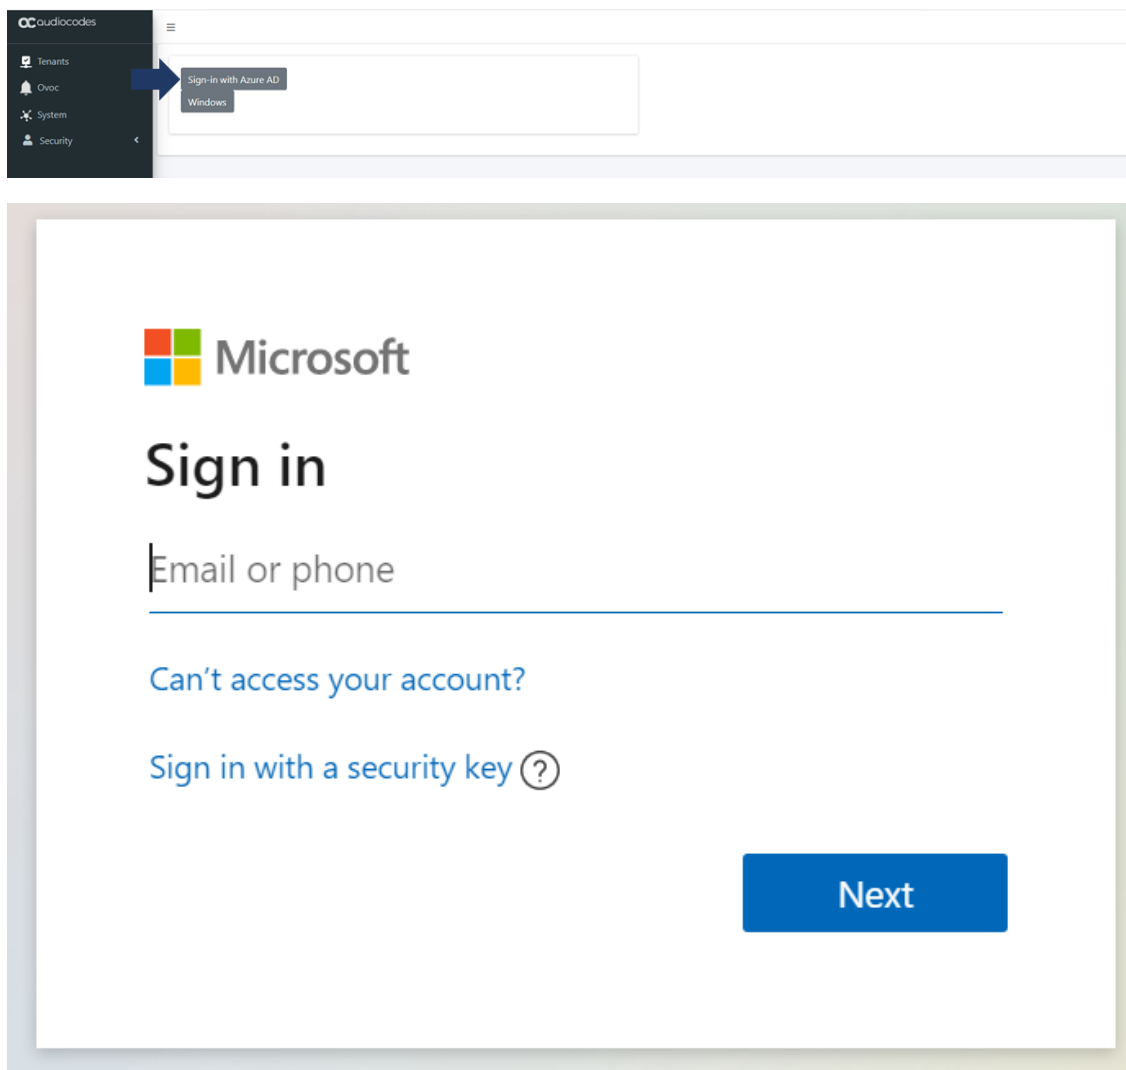 audiocodes
Tenants
Ovoc
System
Security
Sign-in with Azure AD
Windows
Microsoft
Sign in
Email or phone
Can't access your account?
Sign in with a security key ?
Next